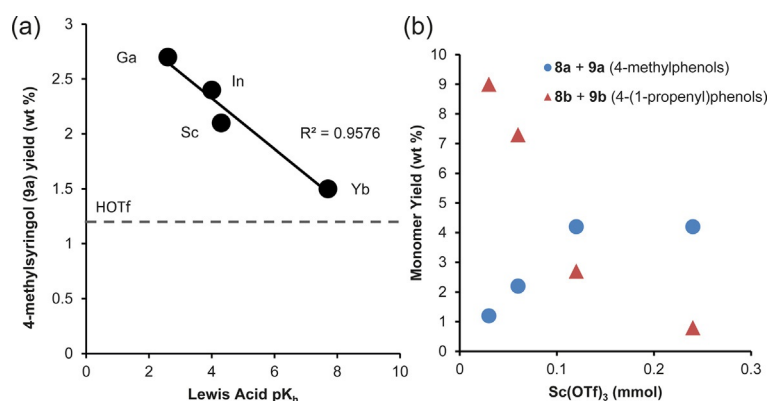 (a)
3
2.5
2
1.5
1
0.5
0
0
2
4
6
8
10
4-methylsyringol (9a) yield (wt %)
Lewis Acid pKh
Ga
In
Sc
Yb
R² = 0.9576
HOTf
(b)
10
9
8
7
6
5
4
3
2
1
0
0
0.1
0.2
0.3
Monomer Yield (wt %)
Sc(OTf)3 (mmol)
8a + 9a (4-methylphenols)
8b + 9b (4-(1-propenyl)phenols)